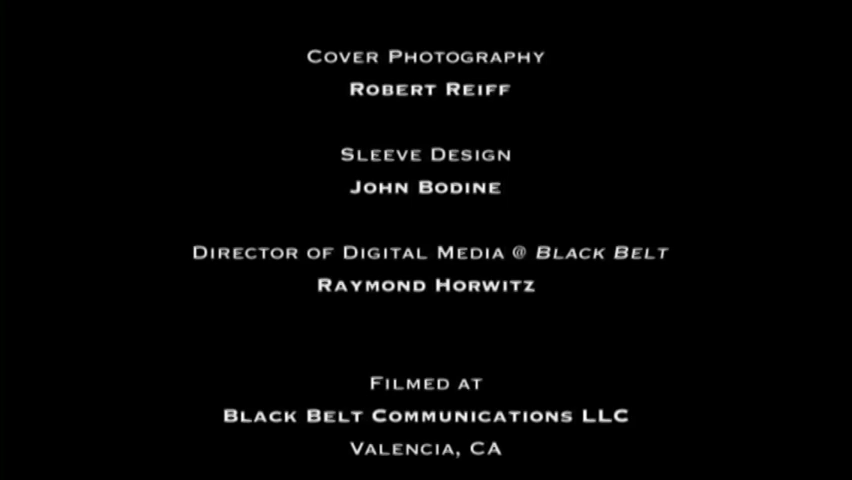 Cover Photography
Robert Reiff
Sleeve Design
John Bodine
Director of Digital Media @ Black Belt
Raymond Horwitz
Filmed at
Black Belt Communications LLC
Valencia, CA